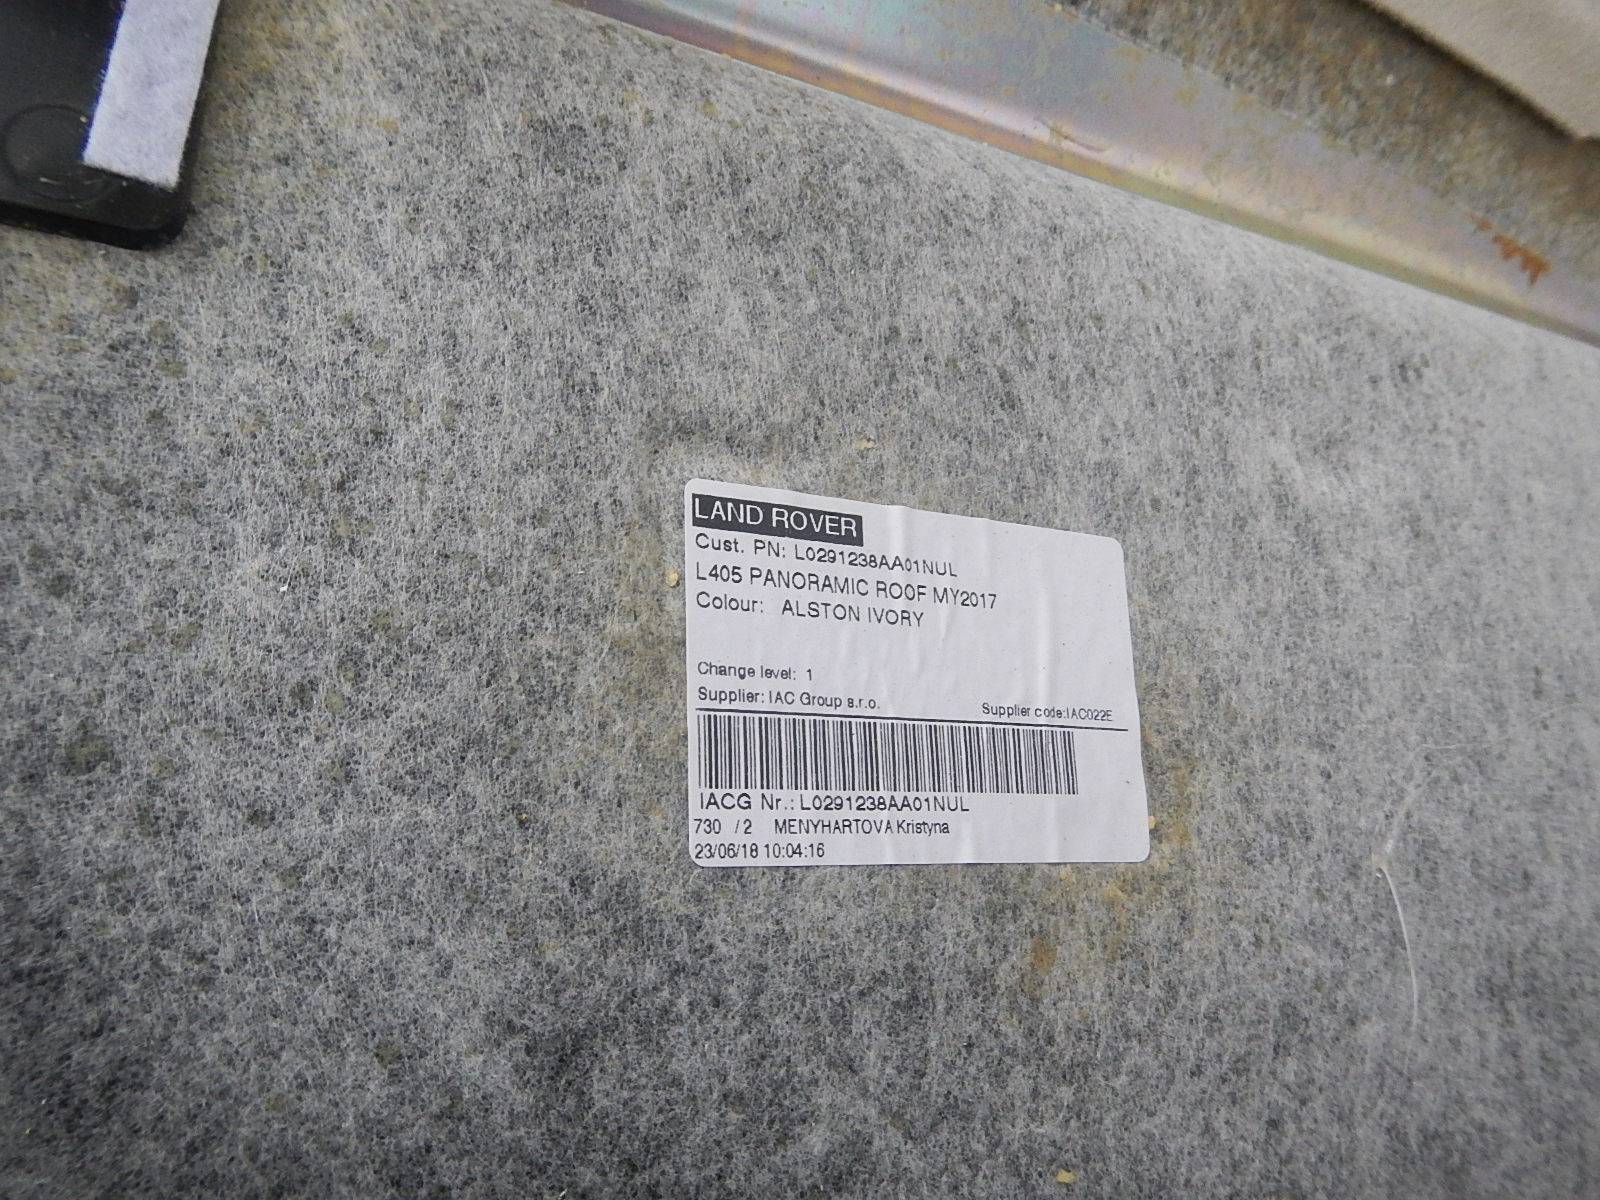 LAND ROVER
Cust. PN: L0291238AA01NUL
L405 PANORAMIC ROOF MY2017
Colour: ALSTON IVORY
Change level: 1
Supplier: IAC Group s.r.o.
Supplier code:IAC022E
IACG Nr.: L0291238AA01NUL
730 /2 MENYHARTOVA Kristyna
23/06/18 10:04:16